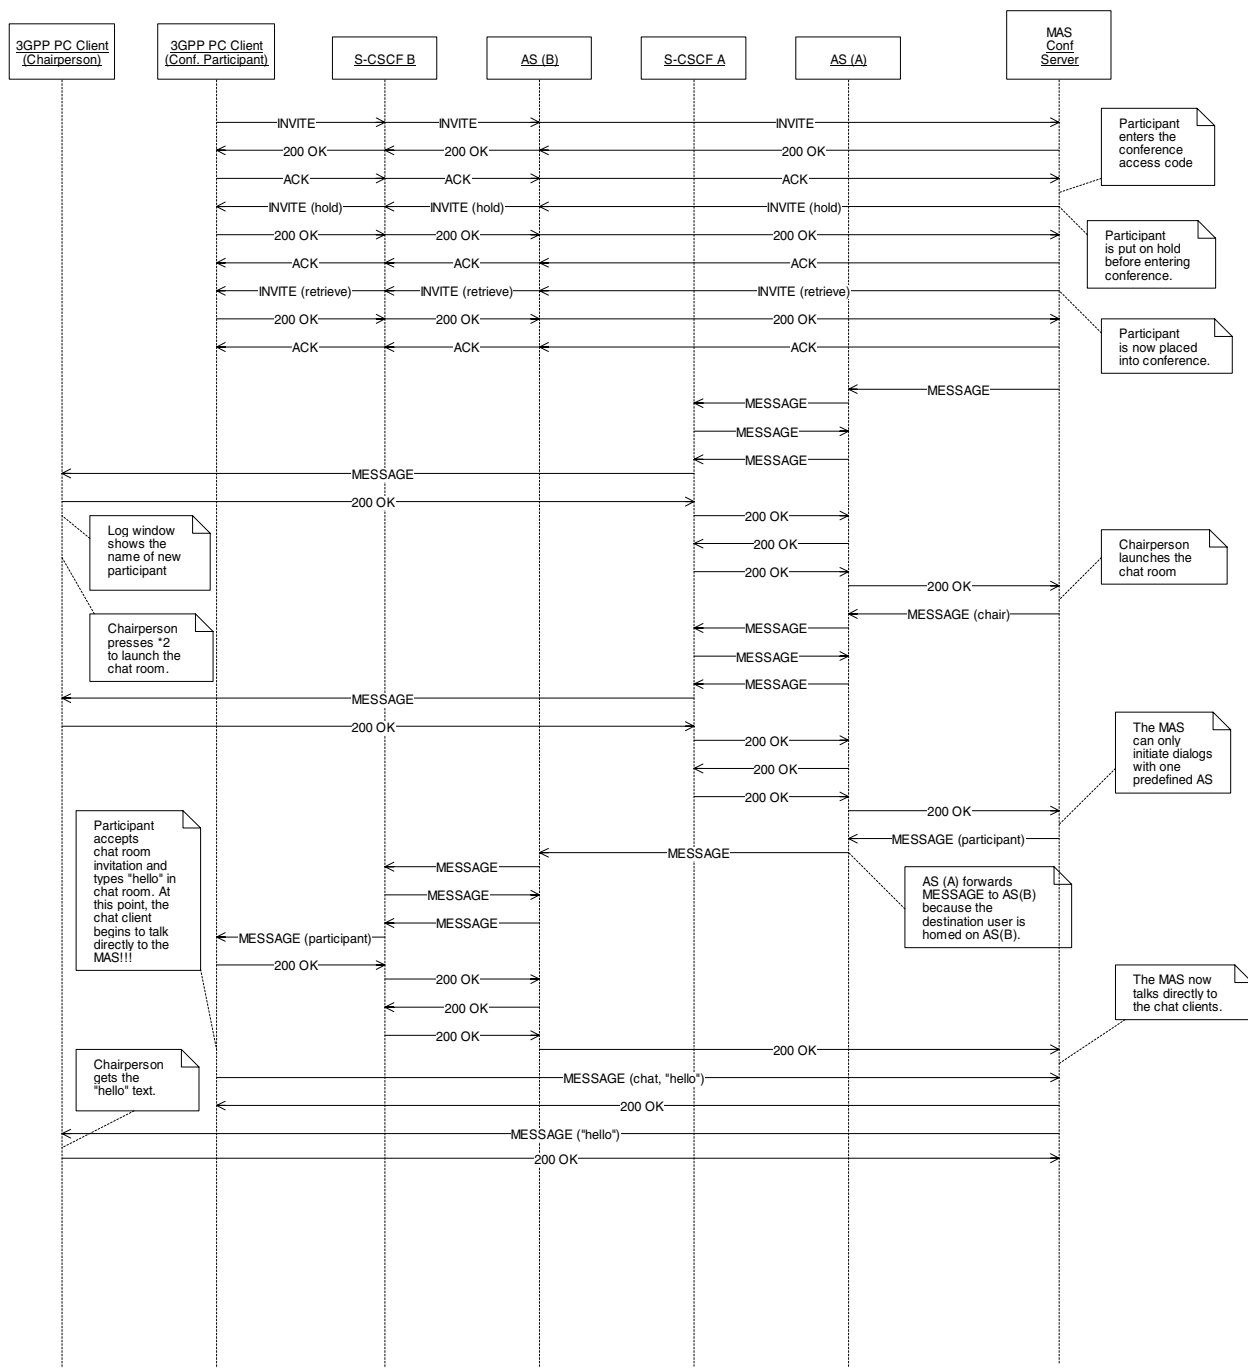 3GPP PC Client
(Chairperson)
3GPP PC Client
(Conf. Participant)
S-CSCF B
AS (B)
S-CSCF A
AS (A)
MAS
Conf
Server
INVITE INVITE INVITE
Participant
enters the
conference
access code
200 OK 200 OK 200 OK
ACK ACK ACK
INVITE (hold) INVITE (hold) INVITE (hold)
Participant
is put on hold
before entering
conference.
200 OK 200 OK 200 OK
ACK ACK ACK
INVITE (retrieve) INVITE (retrieve) INVITE (retrieve)
200 OK 200 OK 200 OK
Participant
is now placed
into conference.
ACK ACK ACK
MESSAGE
MESSAGE
MESSAGE
MESSAGE
MESSAGE
200 OK
200 OK
Log window
shows the
name of new
participant
200 OK
200 OK
200 OK
Chairperson
launches the
chat room
MESSAGE (chair)
MESSAGE
Chairperson
presses *2
to launch the
chat room.
MESSAGE
MESSAGE
MESSAGE
200 OK
200 OK
200 OK
200 OK
200 OK
The MAS
can only
initiate dialogs
with one
predefined AS
MESSAGE (participant)
MESSAGE
MESSAGE
MESSAGE
MESSAGE
MESSAGE (participant)
Participant
accepts
chat room
invitation and
types "hello" in
chat room. At
this point, the
chat client
begins to talk
directly to the
MAS!!!
AS (A) forwards
MESSAGE to AS(B)
because the
destination user is
homed on AS(B).
200 OK
200 OK
200 OK
200 OK
200 OK
The MAS now
talks directly to
the chat clients.
Chairperson
gets the
"hello" text.
MESSAGE (chat, "hello")
200 OK
MESSAGE ("hello")
200 OK